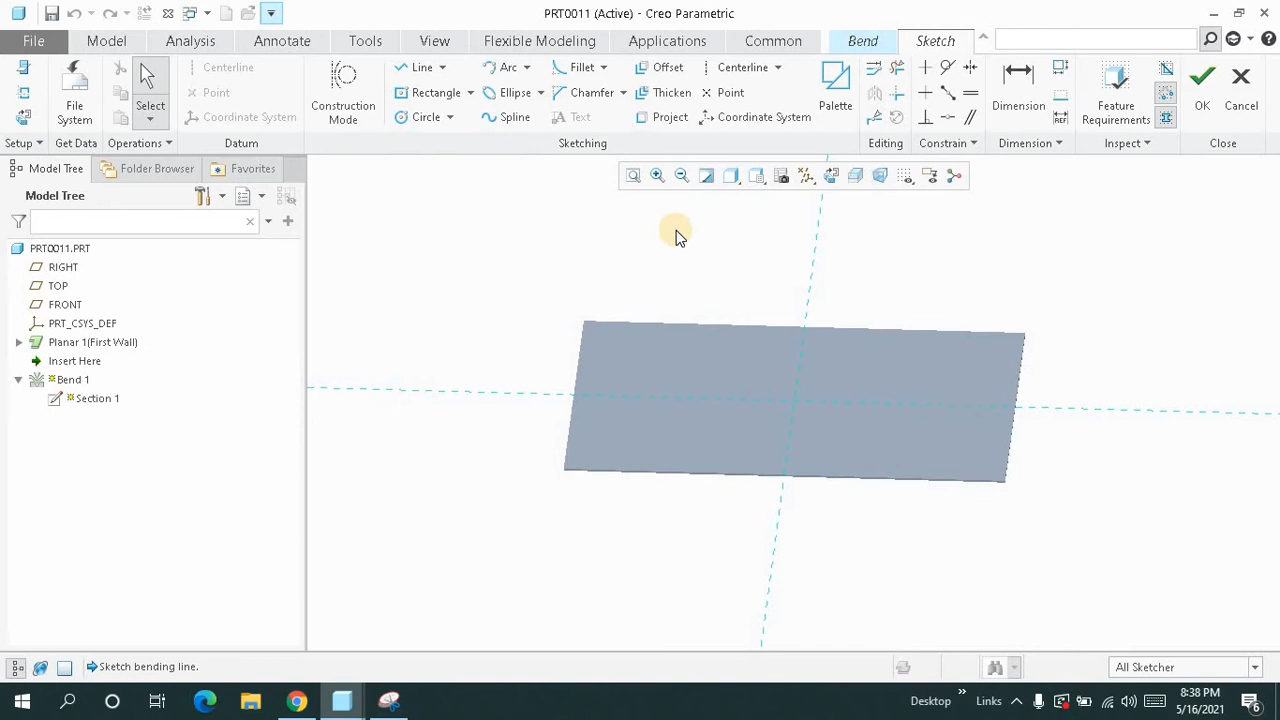 PRT0011 (Active) - Creo Parametric
File Model Analysis Annotate Tools View Flexible Modeling Applications Common Bend Sketch
File System
Select
Centerline
Point
Coordinate System
Construction Mode
Line
Rectangle
Circle
Arc
Ellipse
Spline
Fillet
Chamfer
Text
Offset
Thicken
Project
Centerline
Point
Coordinate System
Palette
Dimension
REF
Feature Requirements
OK
Cancel
Setup Get Data Operations Datum Sketching Editing Constrain Dimension Inspect Close
Model Tree Folder Browser Favorites
Model Tree
PRT0011.PRT
RIGHT
TOP
FRONT
PRT_CSYS_DEF
Planar 1(First Wall)
Insert Here
Bend 1
Section 1
Sketch bending line.
All Sketcher
Desktop
Links
8:38 PM
5/16/2021
6